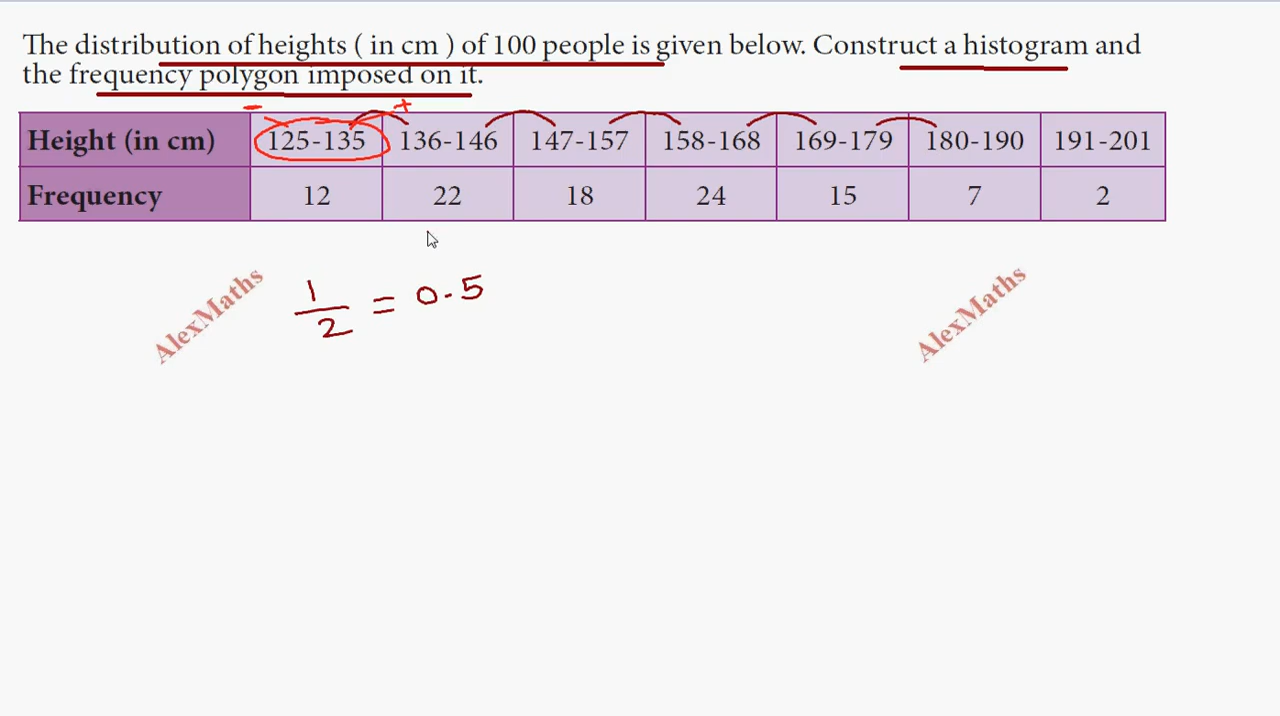 The distribution of heights ( in cm ) of 100 people is given below. Construct a histogram and
the frequency polygon imposed on it.
- +
Height (in cm) 125-135 136-146 147-157 158-168 169-179 180-190 191-201
Frequency 12 22 18 24 15 7 2
1/2 = 0.5
AlexMaths AlexMaths